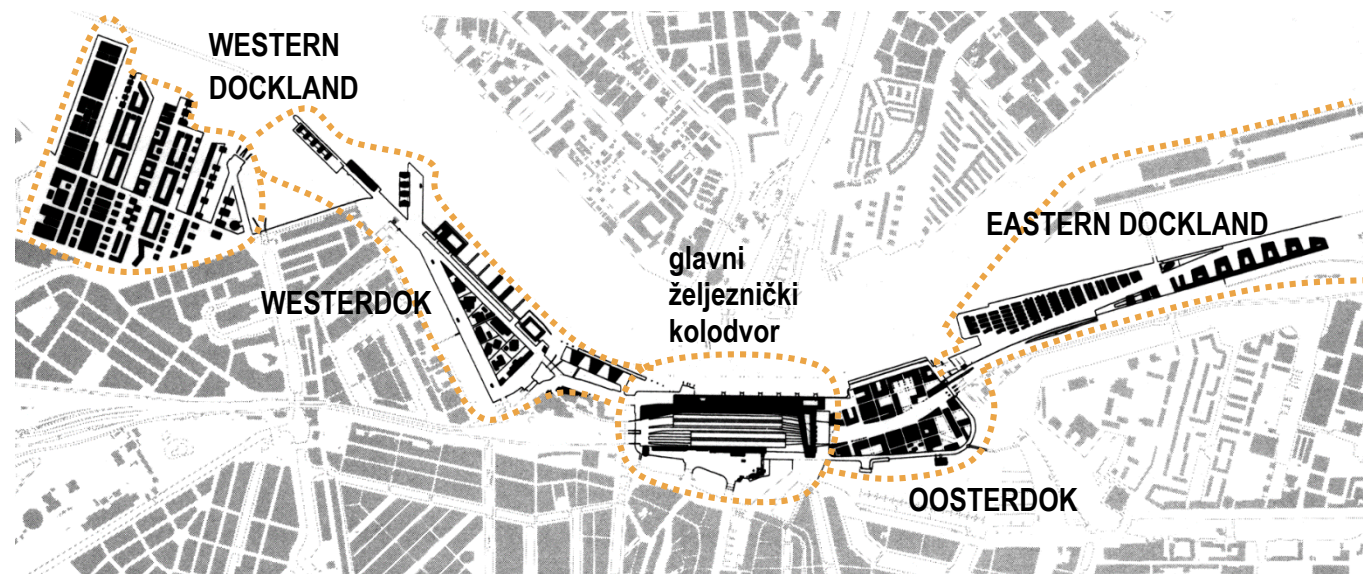 WESTERN
DOCKLAND
EASTERN DOCKLAND
glavni
željeznički
kolodvor
WESTERDOK
OOSTERDOK